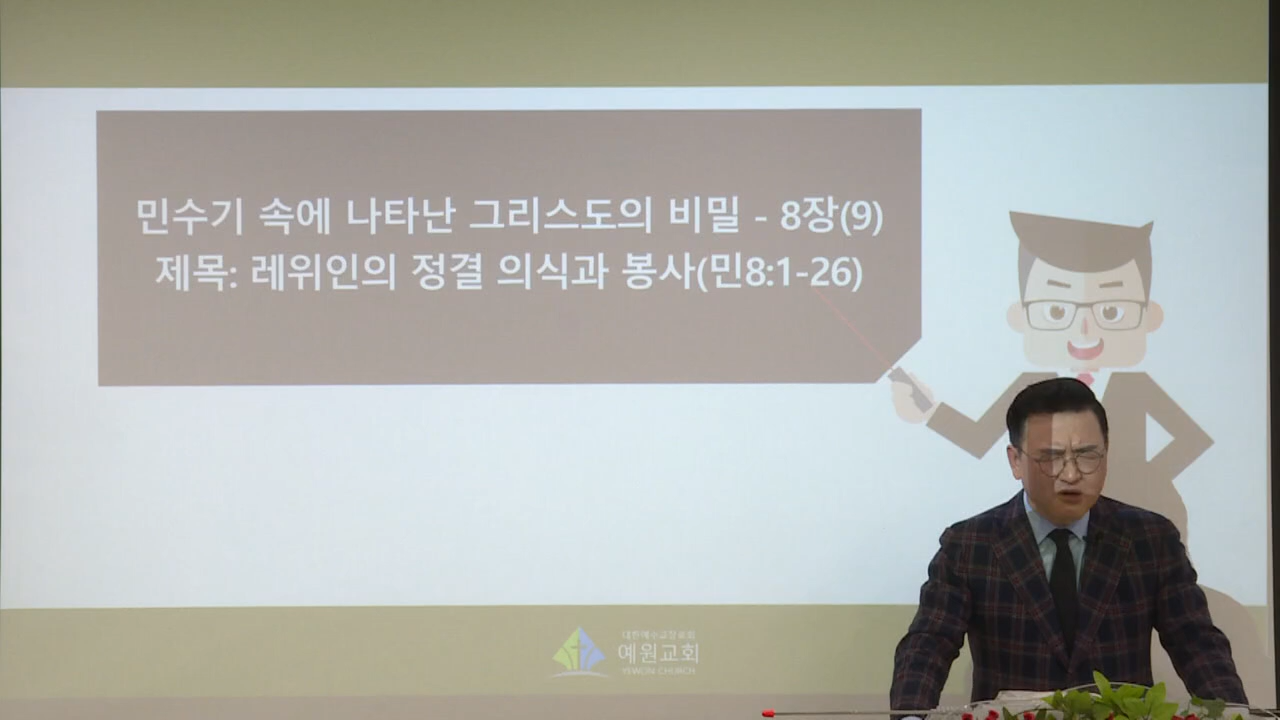 민수기 속에 나타난 그리스도의 비밀 - 8장(9)
제목: 레위인의 정결 의식과 봉사(민8:1-26)
대한예수교장로회
예원교회
YEWON CHURCH